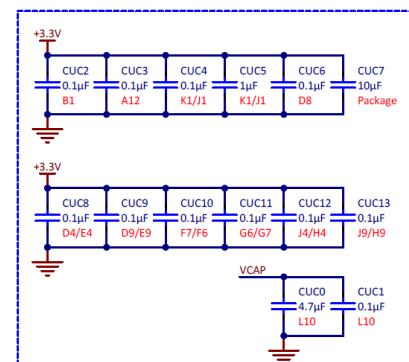 +3.3V
CUC2 CUC3 CUC4 CUC5 CUC6 CUC7
0.1µF 0.1µF 0.1µF 1µF 0.1µF 10µF
B1 A12 K1/J1 K1/J1 D8 Package
+3.3V
CUC8 CUC9 CUC10 CUC11 CUC12 CUC13
0.1µF 0.1µF 0.1µF 0.1µF 0.1µF 0.1µF
D4/E4 D9/E9 F7/F6 G6/G7 J4/H4 J9/H9
VCAP
CUC0 CUC1
4.7µF 0.1µF
L10 L10